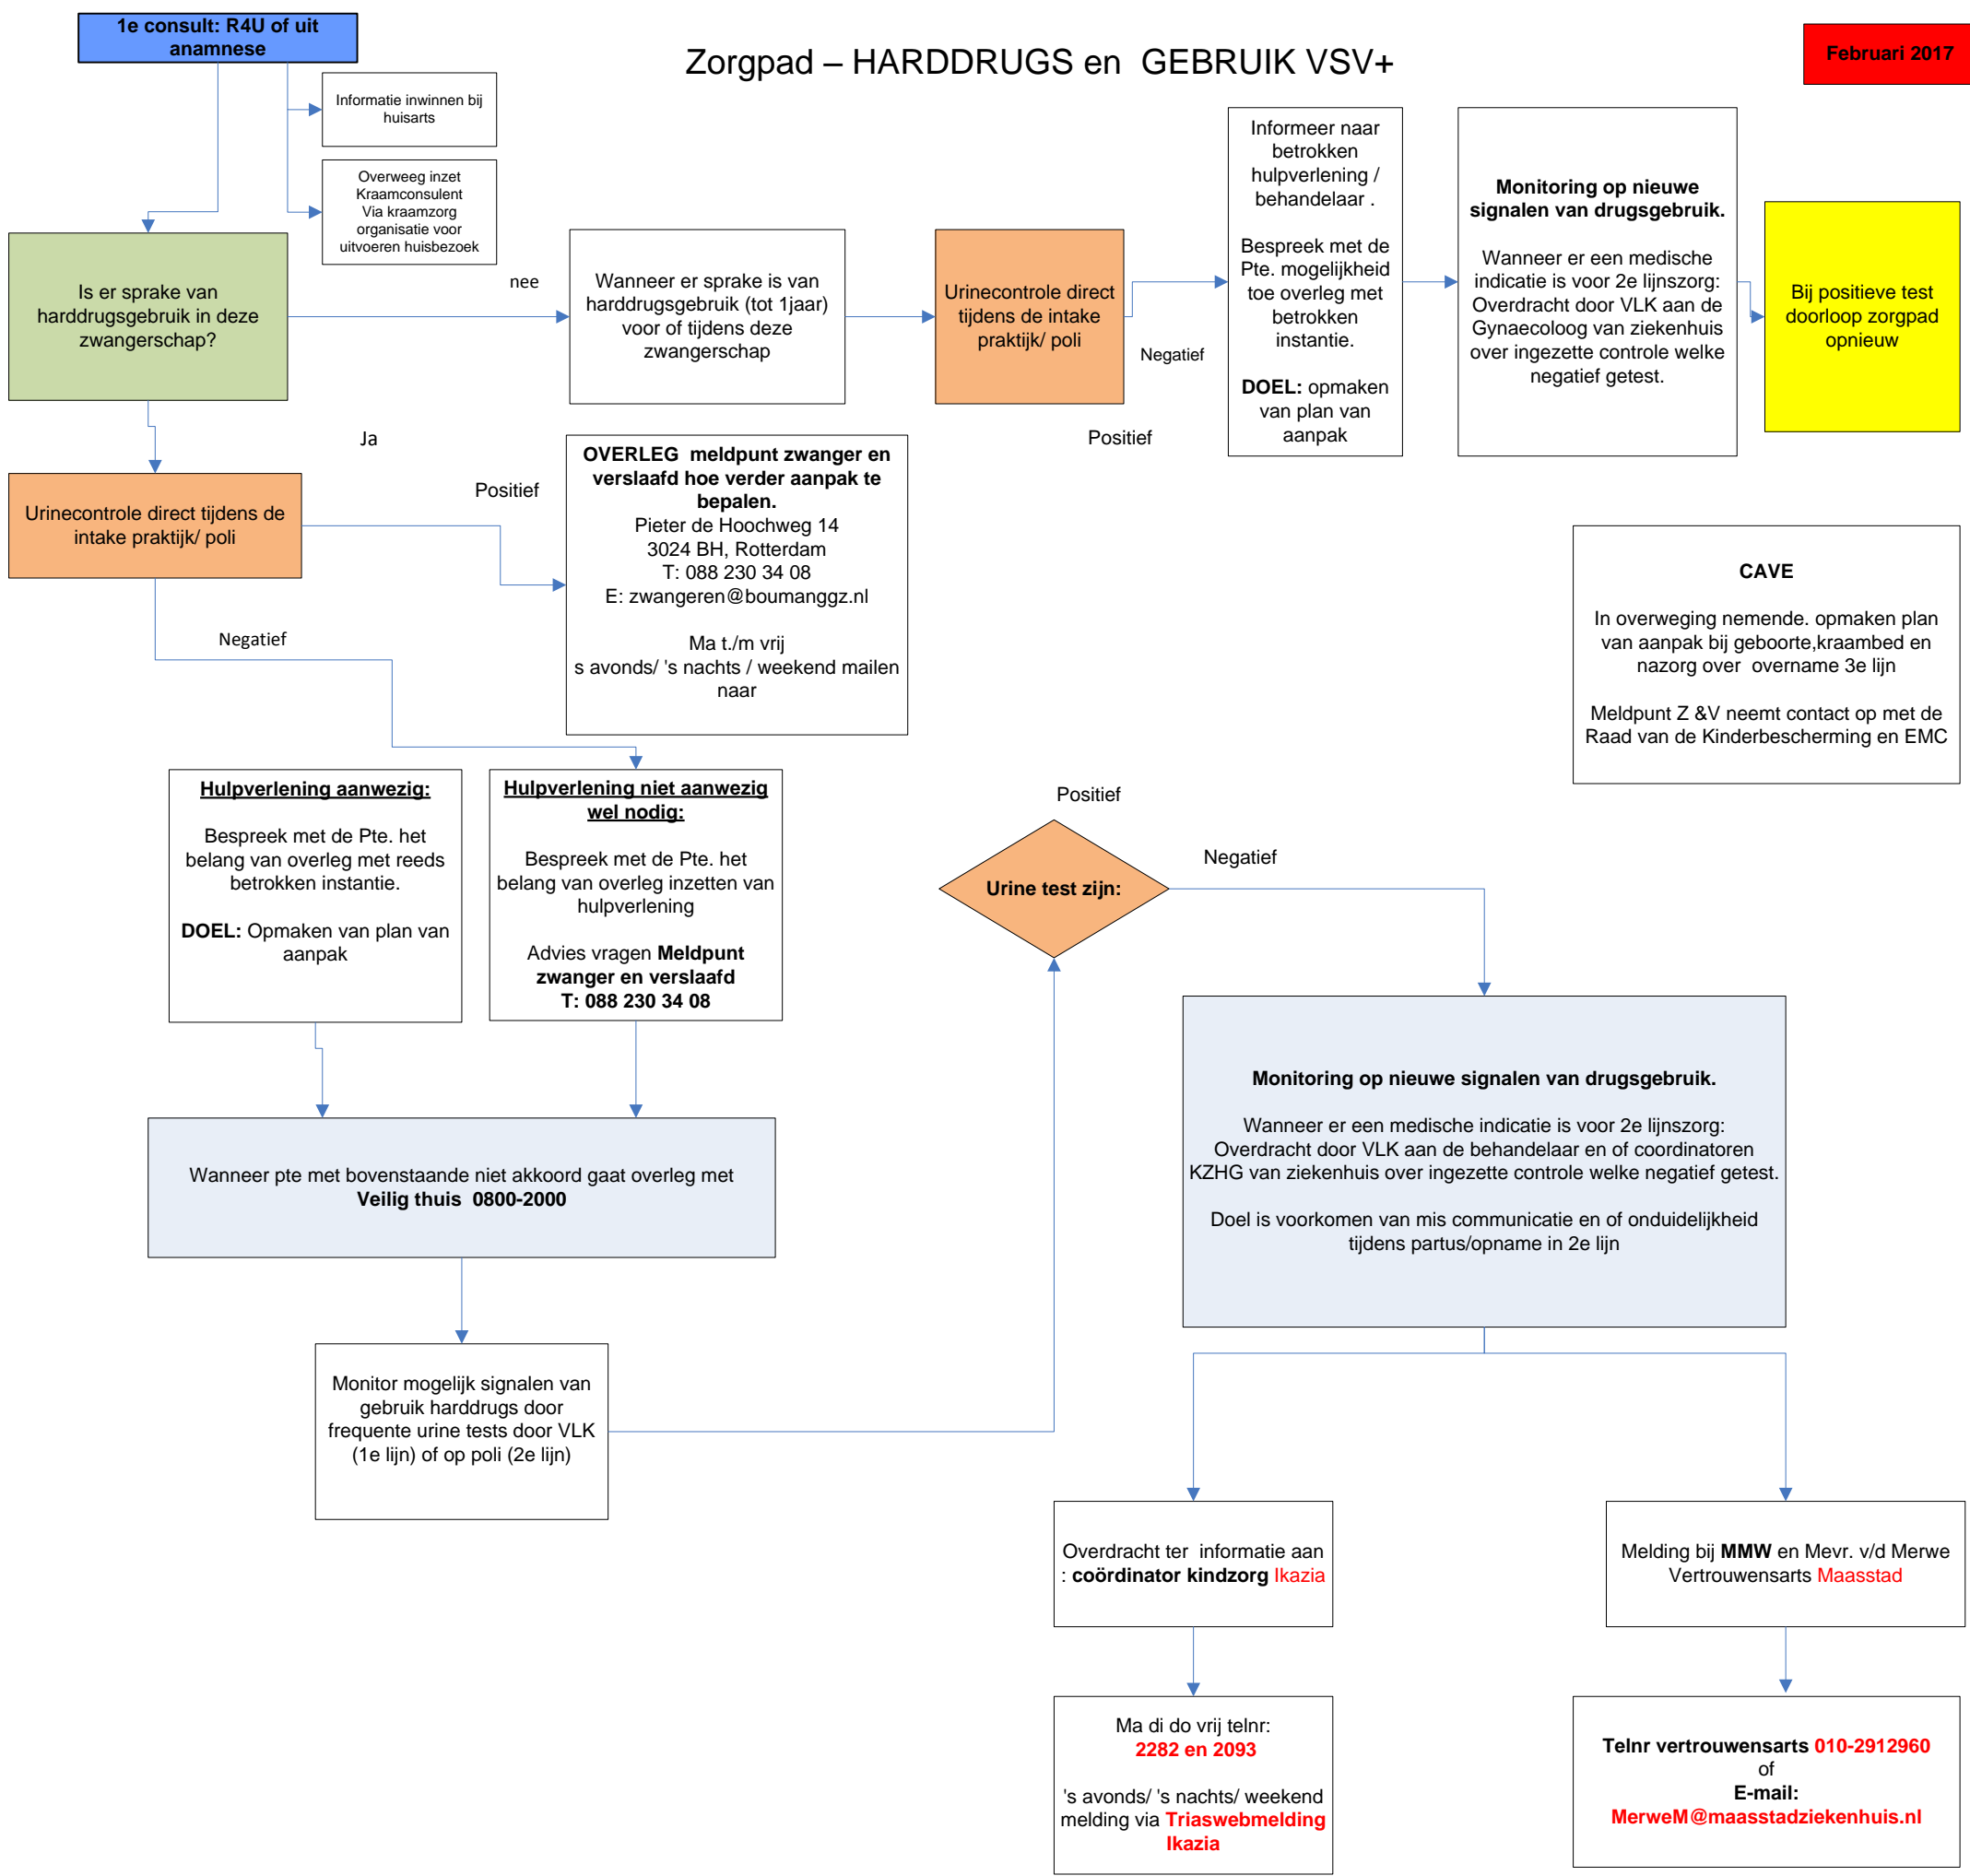 1e consult: R4U of uit
anamnese
Zorgpad – HARDDRUGS en GEBRUIK VSV+
Februari 2017
Informatie inwinnen bij
huisarts
Overweeg inzet
Kraamconsulent
Via kraamzorg
organisatie voor
uitvoeren huisbezoek
Is er sprake van
harddrugsgebruik in deze
zwangerschap?
nee
Wanneer er sprake is van
harddrugsgebruik (tot 1jaar)
voor of tijdens deze
zwangerschap
Urinecontrole direct
tijdens de intake
praktijk/ poli
Negatief
Positief
Informeer naar
betrokken
hulpverlening /
behandelaar .
Bespreek met de
Pte. mogelijkheid
toe overleg met
betrokken
instantie.
DOEL: opmaken
van plan van
aanpak
Monitoring op nieuwe
signalen van drugsgebruik.
Wanneer er een medische
indicatie is voor 2e lijnszorg:
Overdracht door VLK aan de
Gynaecoloog van ziekenhuis
over ingezette controle welke
negatief getest.
Bij positieve test
doorloop zorgpad
opnieuw
Ja
Urinecontrole direct tijdens de
intake praktijk/ poli
Positief
OVERLEG meldpunt zwanger en
verslaafd hoe verder aanpak te
bepalen.
Pieter de Hoochweg 14
3024 BH, Rotterdam
T: 088 230 34 08
E: zwangeren@boumanggz.nl
Ma t./m vrij
s avonds/ 's nachts / weekend mailen
naar
CAVE
In overweging nemende. opmaken plan
van aanpak bij geboorte,kraambed en
nazorg over overname 3e lijn
Meldpunt Z &V neemt contact op met de
Raad van de Kinderbescherming en EMC
Negatief
Hulpverlening aanwezig:
Bespreek met de Pte. het
belang van overleg met reeds
betrokken instantie.
DOEL: Opmaken van plan van
aanpak
Hulpverlening niet aanwezig
wel nodig:
Bespreek met de Pte. het
belang van overleg inzetten van
hulpverlening
Advies vragen Meldpunt
zwanger en verslaafd
T: 088 230 34 08
Wanneer pte met bovenstaande niet akkoord gaat overleg met
Veilig thuis 0800-2000
Monitor mogelijk signalen van
gebruik harddrugs door
frequente urine tests door VLK
(1e lijn) of op poli (2e lijn)
Positief
Urine test zijn:
Negatief
Monitoring op nieuwe signalen van drugsgebruik.
Wanneer er een medische indicatie is voor 2e lijnszorg:
Overdracht door VLK aan de behandelaar en of coordinatoren
KZHG van ziekenhuis over ingezette controle welke negatief getest.
Doel is voorkomen van mis communicatie en of onduidelijkheid
tijdens partus/opname in 2e lijn
Overdracht ter informatie aan
: coördinator kindzorg Ikazia
Melding bij MMW en Mevr. v/d Merwe
Vertrouwensarts Maasstad
Ma di do vrij telnr:
2282 en 2093
's avonds/ 's nachts/ weekend
melding via Triaswebmelding
Ikazia
Telnr vertrouwensarts 010-2912960
of
E-mail:
MerweM@maasstadziekenhuis.nl